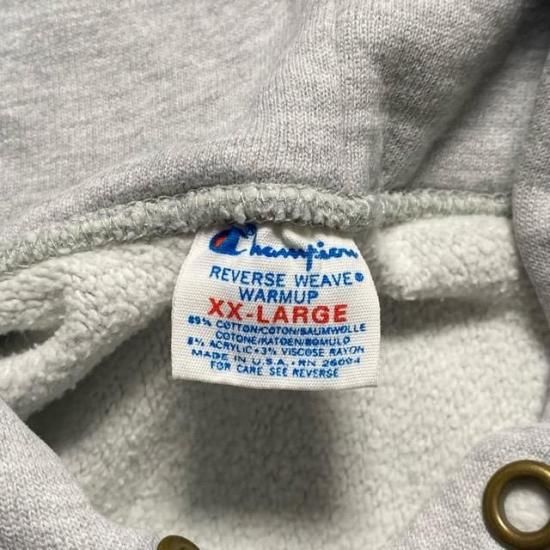 Champion
REVERSE WEAVE®
WARMUP
XX-LARGE
89% COTTON/COTON/BAUMWOLLE
COTONE/KATOEN/BOMULD
8% ACRYLIC • 3% VISCOSE RAYON
MADE IN U.S.A. • RN 26094
FOR CARE SEE REVERSE